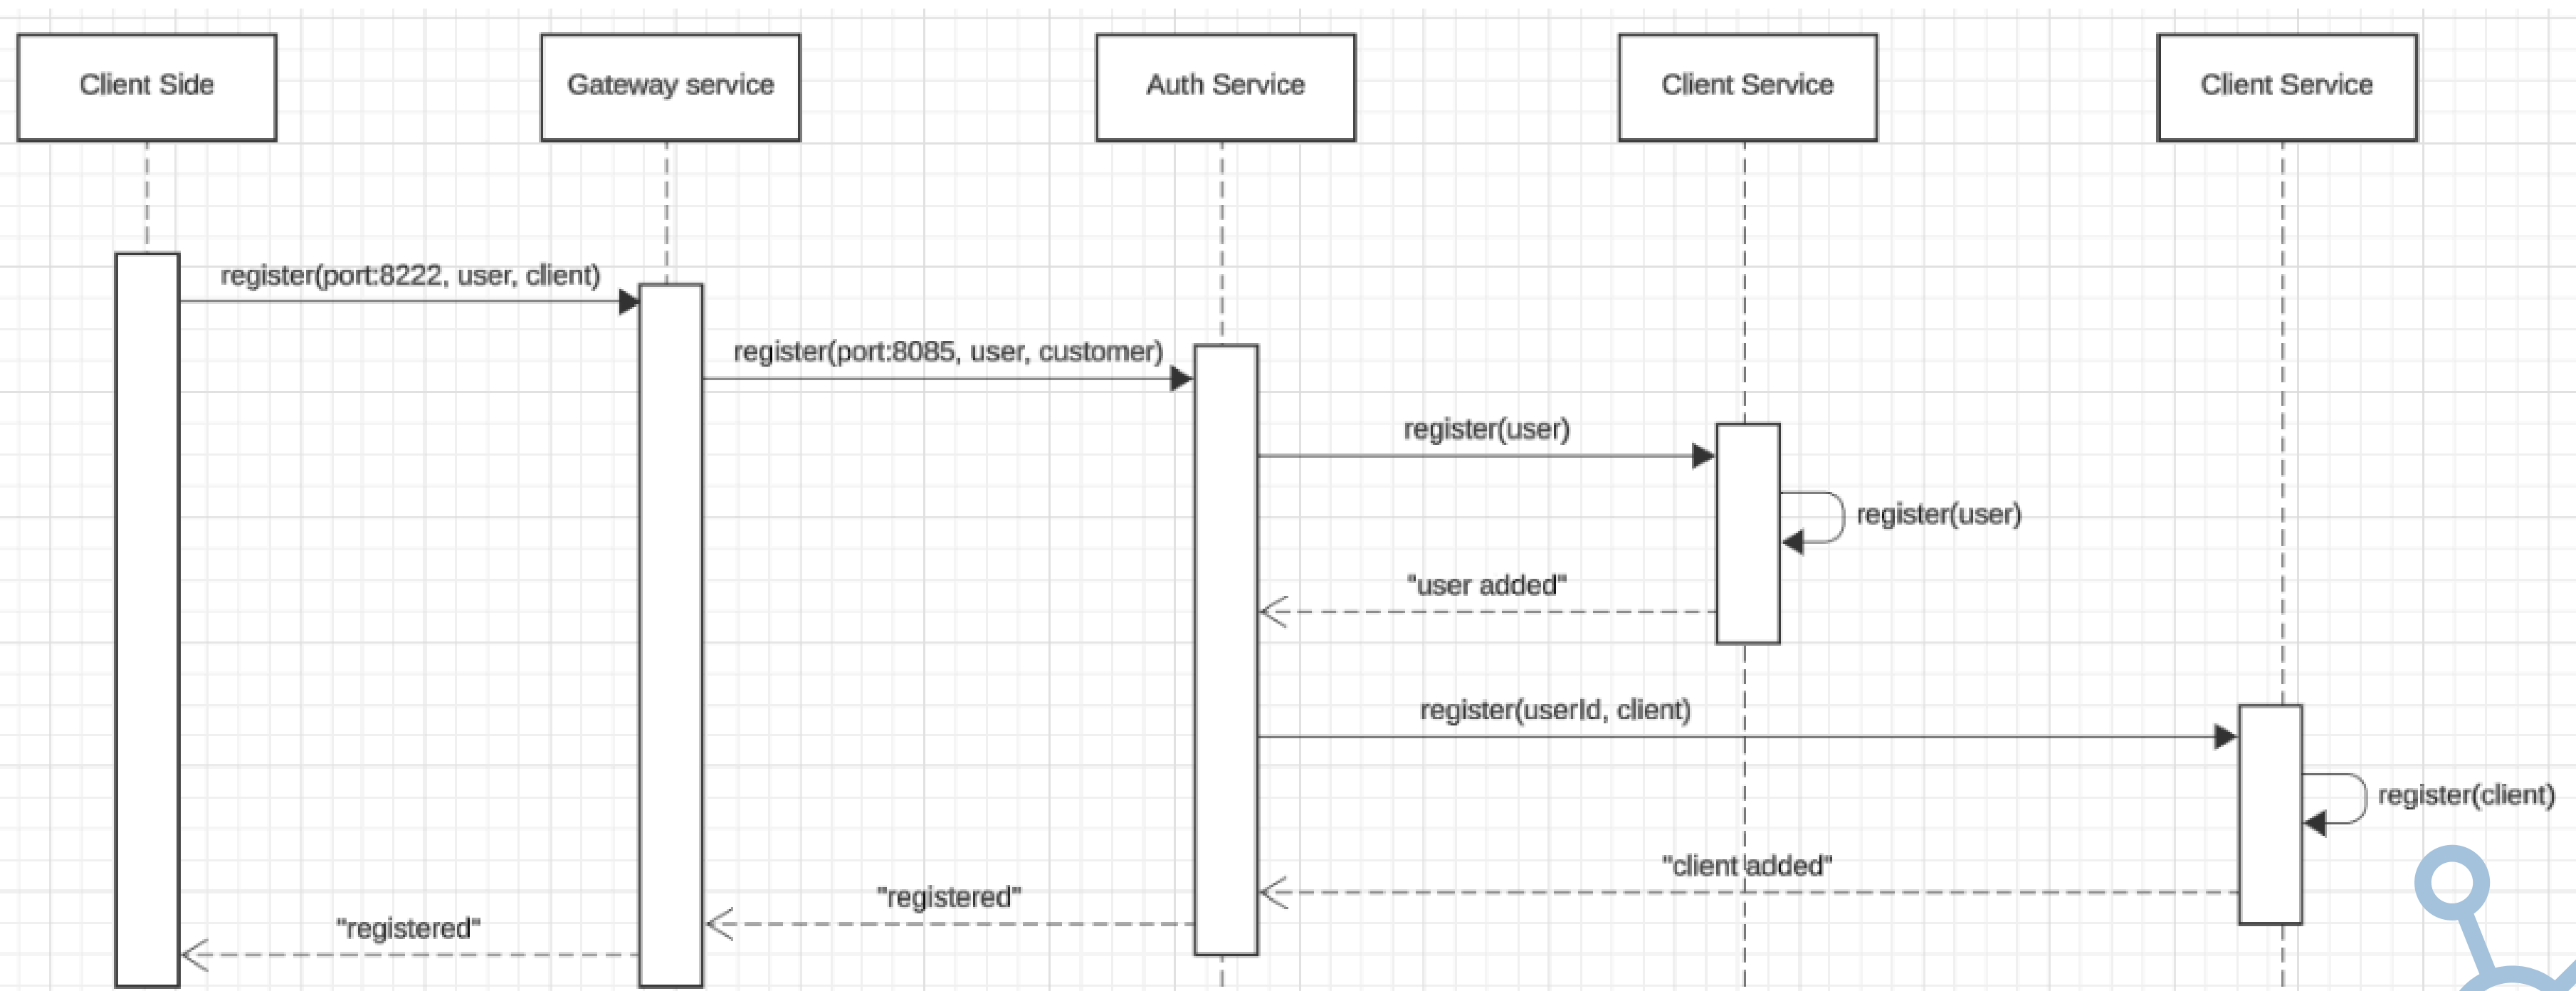 Client Side
Gateway service
Auth Service
Client Service
Client Service
register(port:8222, user, client)
register(port:8085, user, customer)
register(user)
register(user)
"user added"
register(userId, client)
register(client)
"client added"
"registered"
"registered"